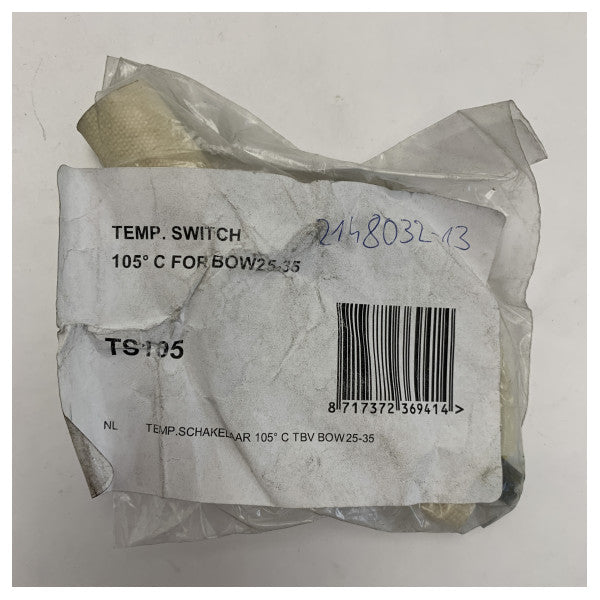 TEMP. SWITCH
2148032-13
105° C FOR BOW25-35
TS105
8 717372 369414 >
NL TEMP.SCHAKELAAR 105° C TBV BOW25-35